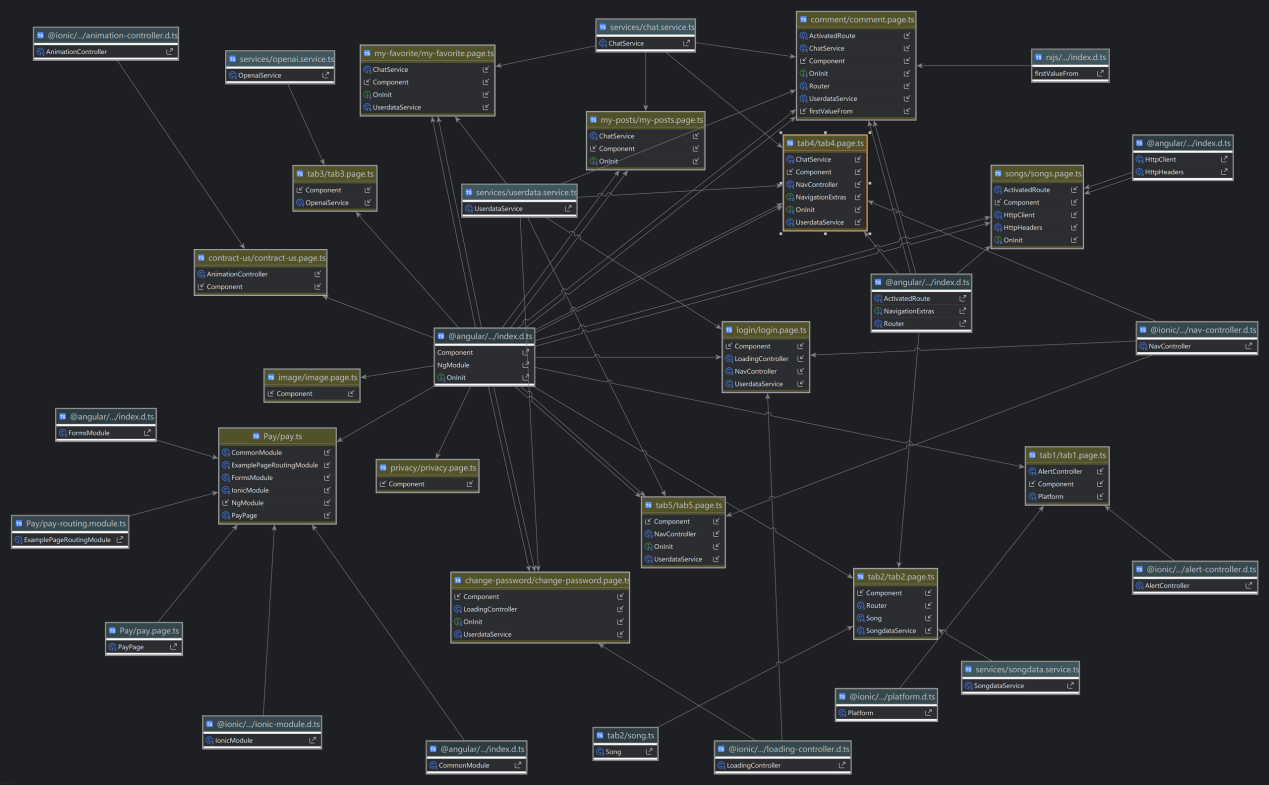 @ionic/.../animation-controller.d.ts
AnimationController
services/openai.service.ts
OpenaiService
my-favorite/my-favorite.page.ts
ChatService
Component
OnInit
UserdataService
services/chat.service.ts
ChatService
comment/comment.page.ts
ActivatedRoute
ChatService
Component
OnInit
Router
UserdataService
firstValueFrom
rxjs/.../index.d.ts
firstValueFrom
my-posts/my-posts.page.ts
ChatService
Component
OnInit
tab4/tab4.page.ts
ChatService
Component
NavController
NavigationExtras
OnInit
UserdataService
@angular/.../index.d.ts
HttpClient
HttpHeaders
tab3/tab3.page.ts
Component
OpenaiService
services/userdata.service.ts
UserdataService
songs/songs.page.ts
ActivatedRoute
Component
HttpClient
HttpHeaders
OnInit
contract-us/contract-us.page.ts
AnimationController
Component
@angular/.../index.d.ts
ActivatedRoute
NavigationExtras
Router
@angular/.../index.d.ts
Component
NgModule
OnInit
login/login.page.ts
Component
LoadingController
NavController
UserdataService
@ionic/.../nav-controller.d.ts
NavController
image/image.page.ts
Component
@angular/.../index.d.ts
FormsModule
Pay/pay.ts
CommonModule
ExamplePageRoutingModule
FormsModule
IonicModule
NgModule
PayPage
privacy/privacy.page.ts
Component
tab1/tab1.page.ts
AlertController
Component
Platform
Pay/pay-routing.module.ts
ExamplePageRoutingModule
tab5/tab5.page.ts
Component
NavController
OnInit
UserdataService
change-password/change-password.page.ts
Component
LoadingController
OnInit
UserdataService
tab2/tab2.page.ts
Component
Router
Song
SongdataService
@ionic/.../alert-controller.d.ts
AlertController
Pay/pay.page.ts
PayPage
services/songdata.service.ts
SongdataService
@ionic/.../platform.d.ts
Platform
@ionic/.../ionic-module.d.ts
IonicModule
@angular/.../index.d.ts
CommonModule
tab2/song.ts
Song
@ionic/.../loading-controller.d.ts
LoadingController